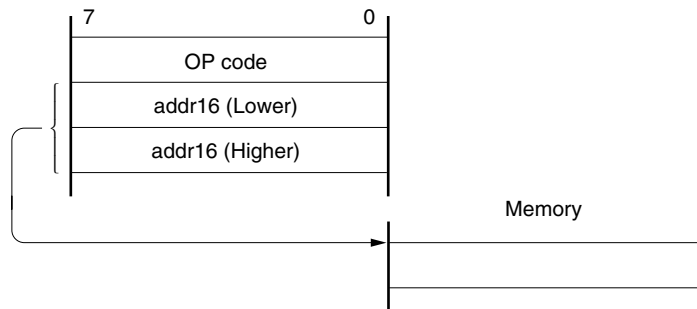 7 0
OP code
addr16 (Lower)
addr16 (Higher)
Memory